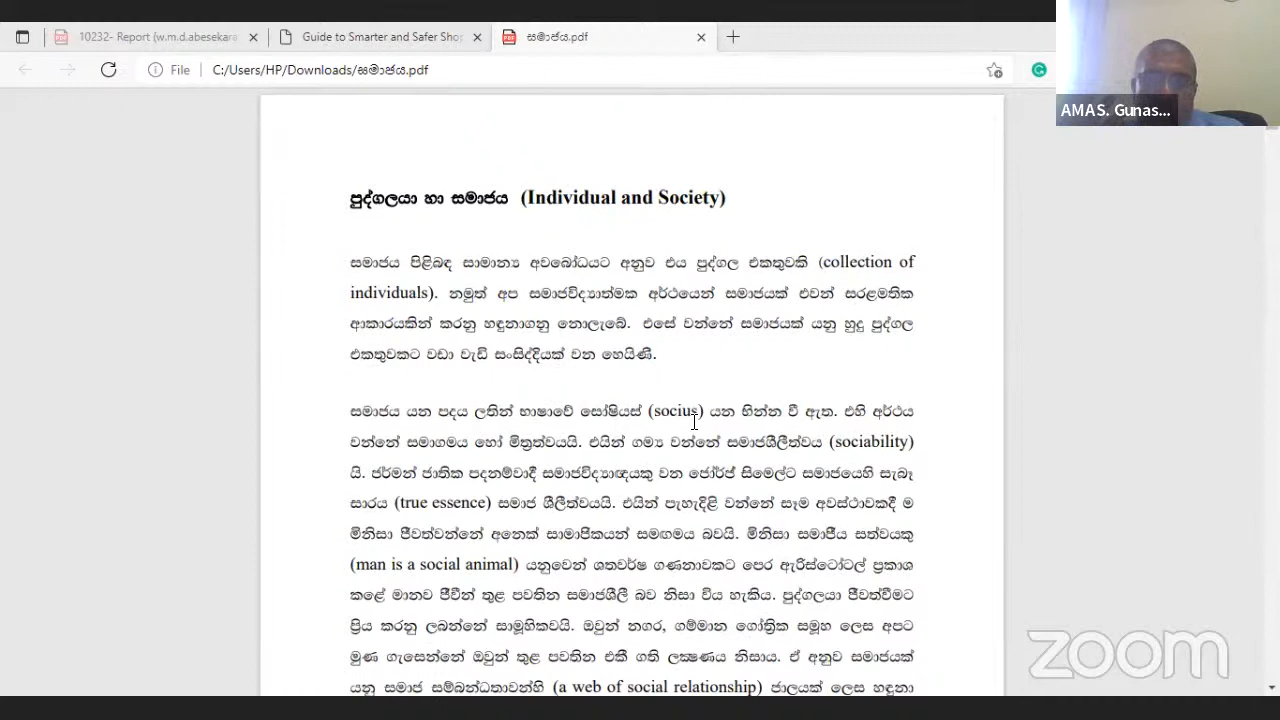 10232- Report (w.m.d.abesekara
Guide to Smarter and Safer Shop
සමාජය.pdf
File
C:/Users/HP/Downloads/සමාජය.pdf
AMAS. Gunas...
පුද්ගලයා හා සමාජය (Individual and Society)
සමාජය පිළිබඳ සාමාන්‍ය අවබෝධයට අනුව එය පුද්ගල එකතුවකි (collection of
individuals). නමුත් අප සමාජවිද්‍යාත්මක අර්ථයෙන් සමාජයක් එවන් සරළමතික
ආකාරයකින් කරනු හඳුනාගනු නොලැබේ. එසේ වන්නේ සමාජයක් යනු හුදු පුද්ගල
එකතුවකට වඩා වැඩි සංසිද්දියක් වන හෙයිණි.
සමාජය යන පදය ලතින් භාෂාවේ සෝෂියස් (socius) යන භින්න වී ඇත. එහි අර්ථය
වන්නේ සමාගමය හෝ මිත්‍රත්වයයි. එයින් ගම්‍ය වන්නේ සමාජශීලීත්වය (sociability)
යි. ජර්මන් ජාතික පදනම්වාදී සමාජවිද්‍යාඥයකු වන ජෝර්ජ් සිමෙල්ට සමාජයෙහි සැබෑ
සාරය (true essence) සමාජ ශීලීත්වයයි. එයින් පැහැදිළි වන්නේ සෑම අවස්ථාවකදී ම
මිනිසා ජීවත්වන්නේ අනෙක් සාමාජිකයන් සමඟමය බවයි. මිනිසා සමාජීය සත්වයකු
(man is a social animal) යනුවෙන් ශතවර්ෂ ගණනාවකට පෙර ඇරිස්ටෝටල් ප්‍රකාශ
කළේ මානව ජීවීන් තුළ පවතින සමාජශීලී බව නිසා විය හැකිය. පුද්ගලයා ජීවත්වීමට
ප්‍රිය කරනු ලබන්නේ සාමූහිකවයි. ඔවුන් නගර, ගම්මාන ගෝත්‍රික සමූහ ලෙස අපට
මුණ ගැසෙන්නේ ඔවුන් තුළ පවතින එකී ගති ලක්‍ෂණය නිසාය. ඒ අනුව සමාජයක්
යනු සමාජ සම්බන්ධතාවන්හි (a web of social relationship) ජාලයක් ලෙස හඳුනා
zoom